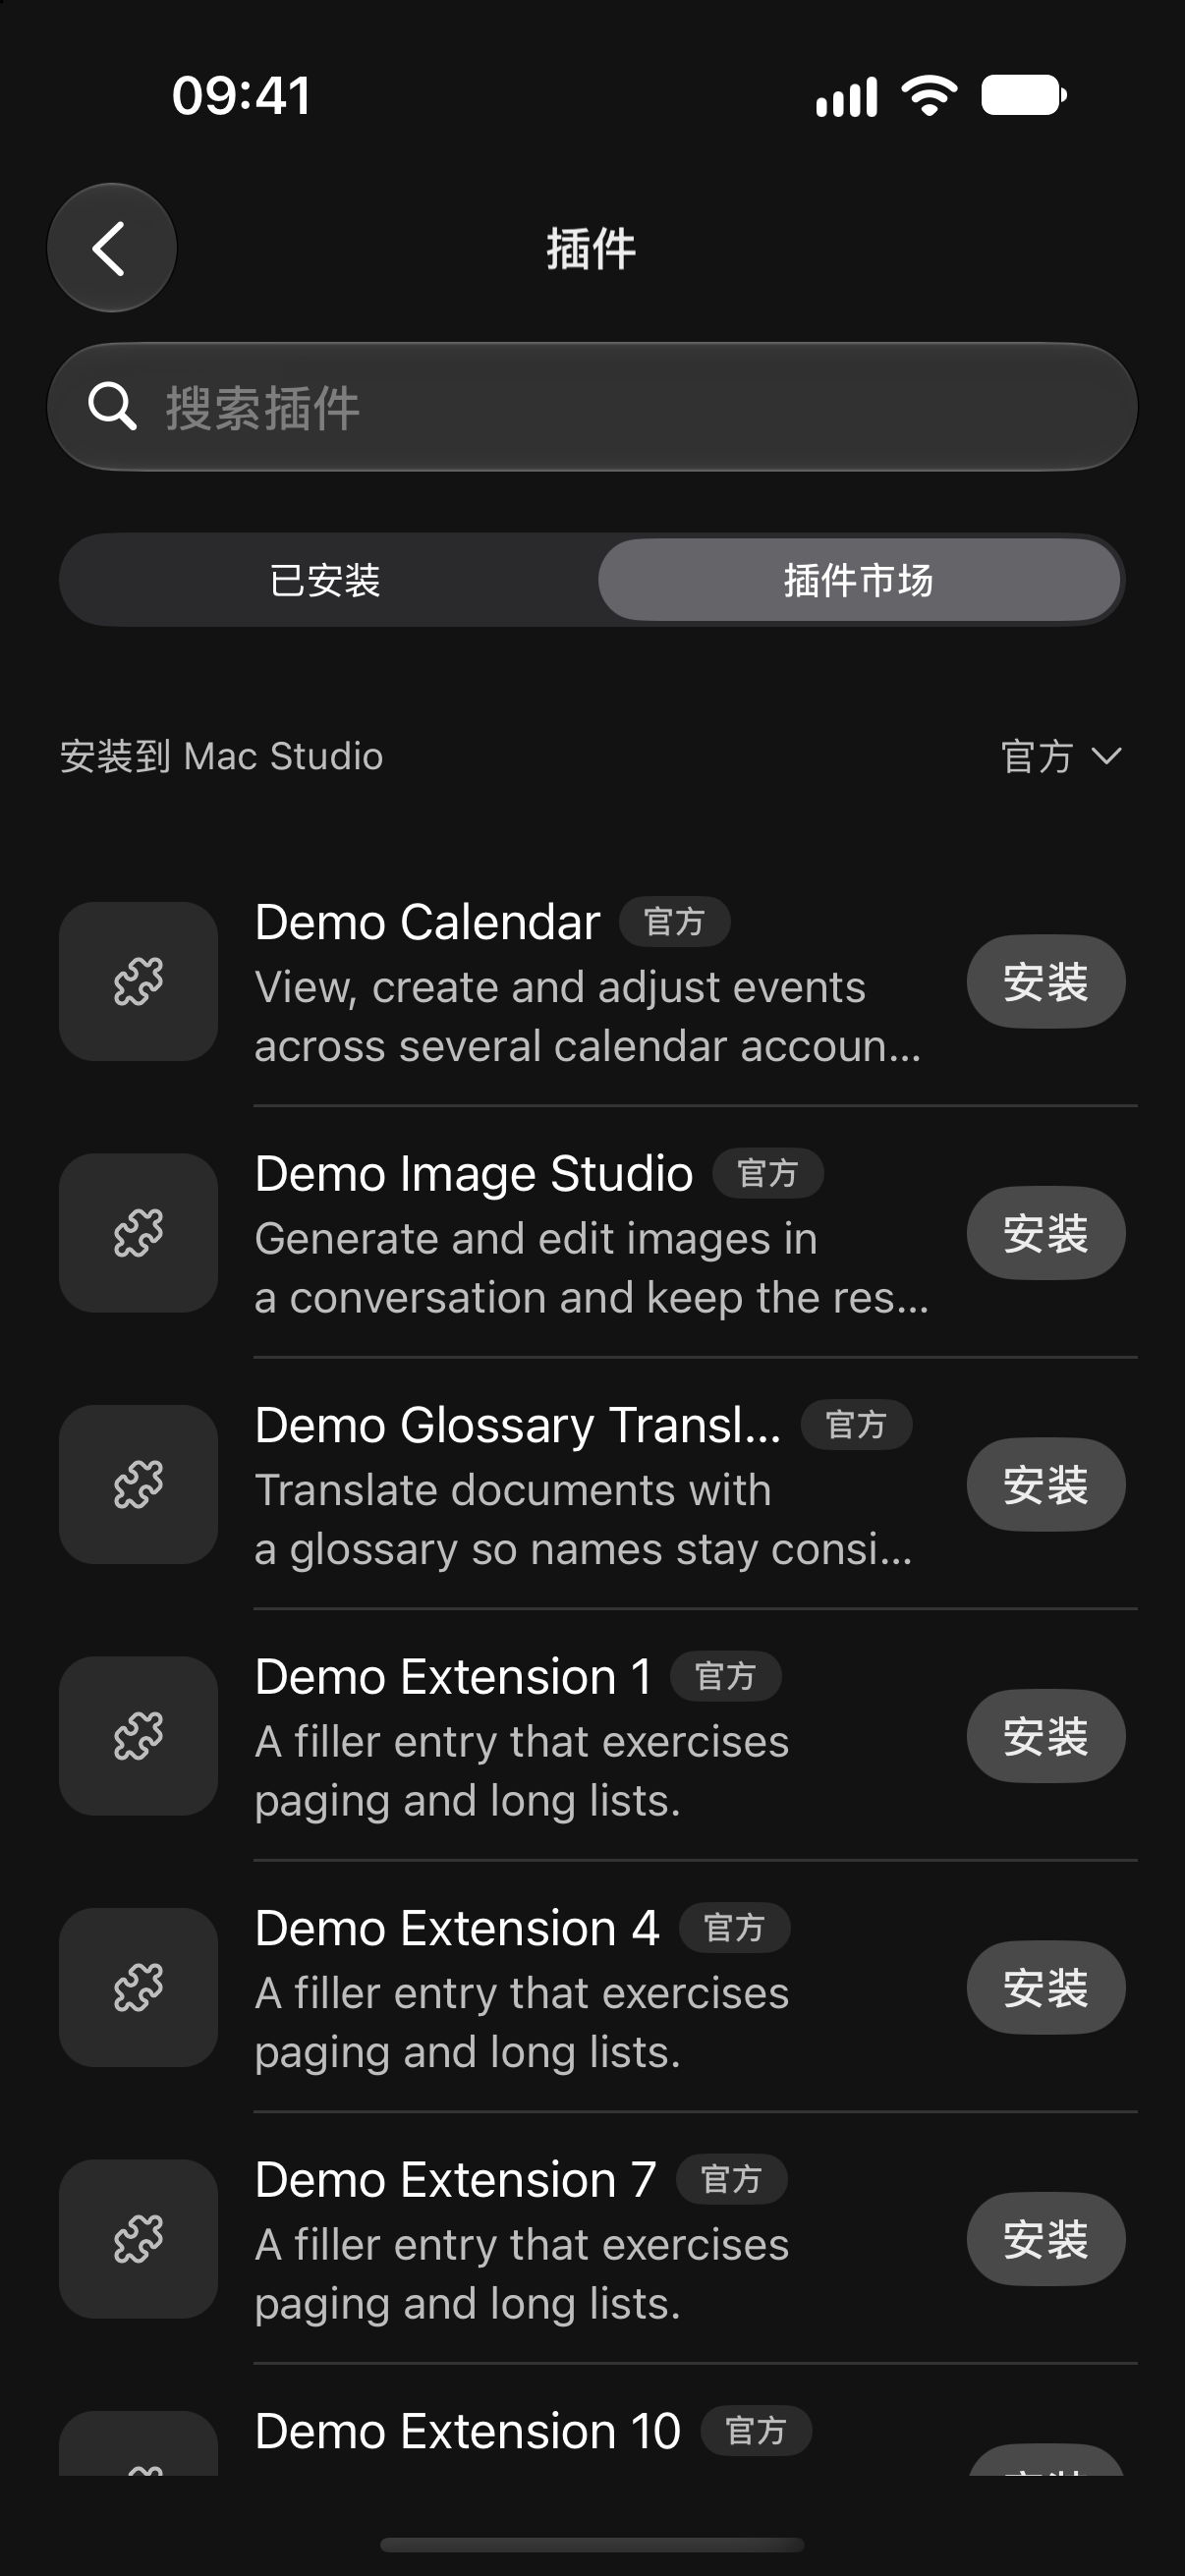 09:41
插件
搜索插件
已安装
插件市场
安装到 Mac Studio
官方
Demo Calendar 官方
View, create and adjust events
across several calendar accoun...
安装
Demo Image Studio 官方
Generate and edit images in
a conversation and keep the res...
安装
Demo Glossary Transl... 官方
Translate documents with
a glossary so names stay consi...
安装
Demo Extension 1 官方
A filler entry that exercises
paging and long lists.
安装
Demo Extension 4 官方
A filler entry that exercises
paging and long lists.
安装
Demo Extension 7 官方
A filler entry that exercises
paging and long lists.
安装
Demo Extension 10 官方